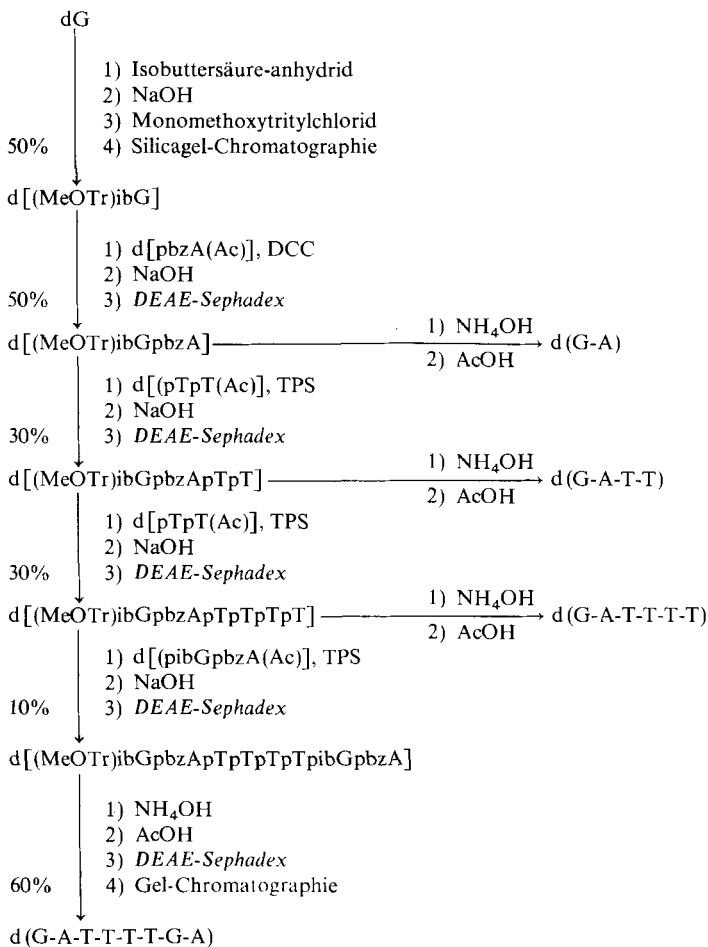 dG
1) Isobuttersäure-anhydrid
2) NaOH
3) Monomethoxytritylchlorid
50% 4) Silicagel-Chromatographie
d[(MeOTr)ibG]
1) d[pbzA(Ac)], DCC
2) NaOH
50% 3) DEAE-Sephadex
d[(MeOTr)ibGpbzA] 1) NH₄OH 2) AcOH d(G-A)
1) d[(pTpT(Ac)], TPS
2) NaOH
30% 3) DEAE-Sephadex
d[(MeOTr)ibGpbzApTpT] 1) NH₄OH 2) AcOH d(G-A-T-T)
1) d[pTpT(Ac)], TPS
2) NaOH
30% 3) DEAE-Sephadex
d[(MeOTr)ibGpbzApTpTpTpT] 1) NH₄OH 2) AcOH d(G-A-T-T-T-T)
1) d[(pibGpbzA(Ac)], TPS
2) NaOH
10% 3) DEAE-Sephadex
d[(MeOTr)ibGpbzApTpTpTpTpibGpbzA]
1) NH₄OH
2) AcOH
3) DEAE-Sephadex
60% 4) Gel-Chromatographie
d(G-A-T-T-T-T-G-A)